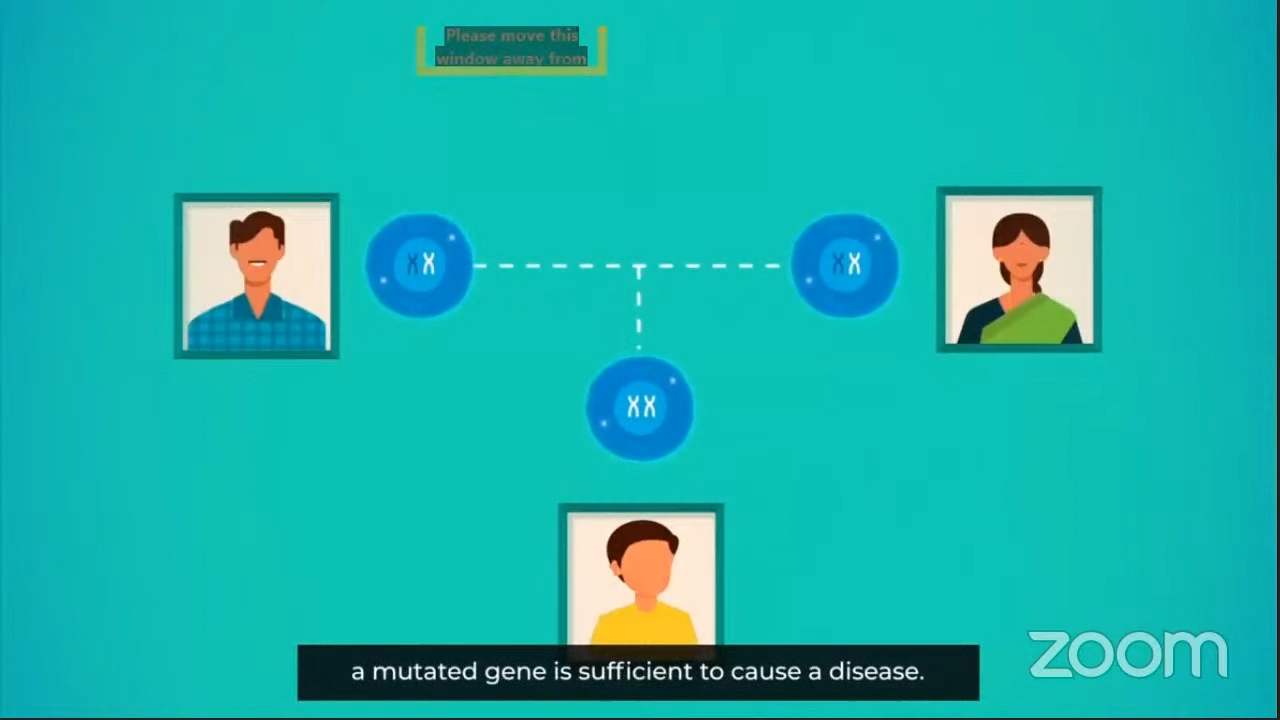 Please move this
window away from
a mutated gene is sufficient to cause a disease.
zoom